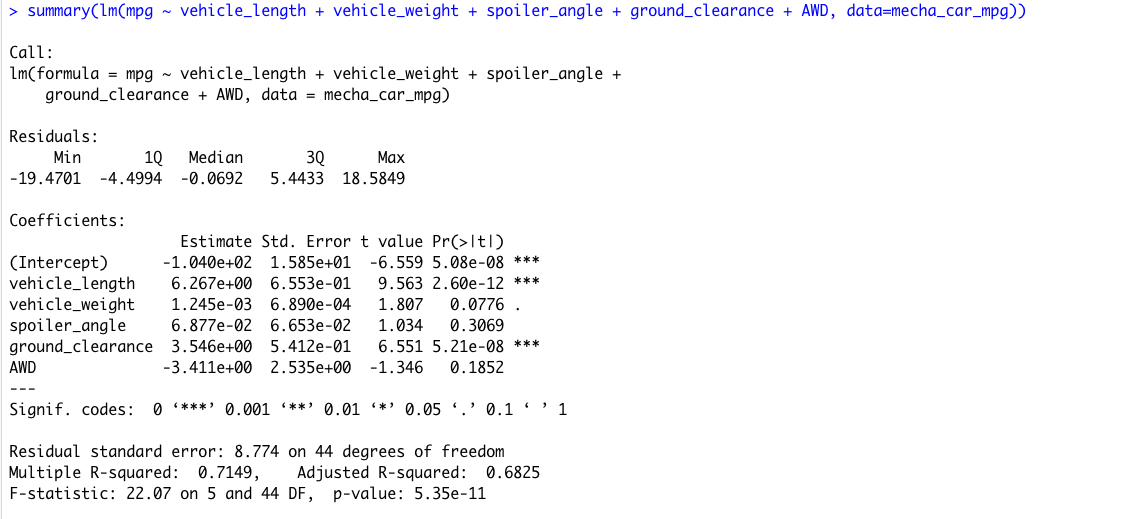 > summary(lm(mpg ~ vehicle_length + vehicle_weight + spoiler_angle + ground_clearance + AWD, data=mecha_car_mpg))
Call:
lm(formula = mpg ~ vehicle_length + vehicle_weight + spoiler_angle +
    ground_clearance + AWD, data = mecha_car_mpg)
Residuals:
     Min       1Q   Median       3Q      Max
-19.4701  -4.4994  -0.0692   5.4433  18.5849
Coefficients:
                   Estimate Std. Error t value Pr(>|t|)
(Intercept)      -1.040e+02  1.585e+01  -6.559 5.08e-08 ***
vehicle_length    6.267e+00  6.553e-01   9.563 2.60e-12 ***
vehicle_weight    1.245e-03  6.890e-04   1.807   0.0776 .
spoiler_angle     6.877e-02  6.653e-02   1.034   0.3069
ground_clearance  3.546e+00  5.412e-01   6.551 5.21e-08 ***
AWD              -3.411e+00  2.535e+00  -1.346   0.1852
---
Signif. codes:  0 ‘***’ 0.001 ‘**’ 0.01 ‘*’ 0.05 ‘.’ 0.1 ‘ ’ 1
Residual standard error: 8.774 on 44 degrees of freedom
Multiple R-squared:  0.7149,    Adjusted R-squared:  0.6825
F-statistic: 22.07 on 5 and 44 DF,  p-value: 5.35e-11